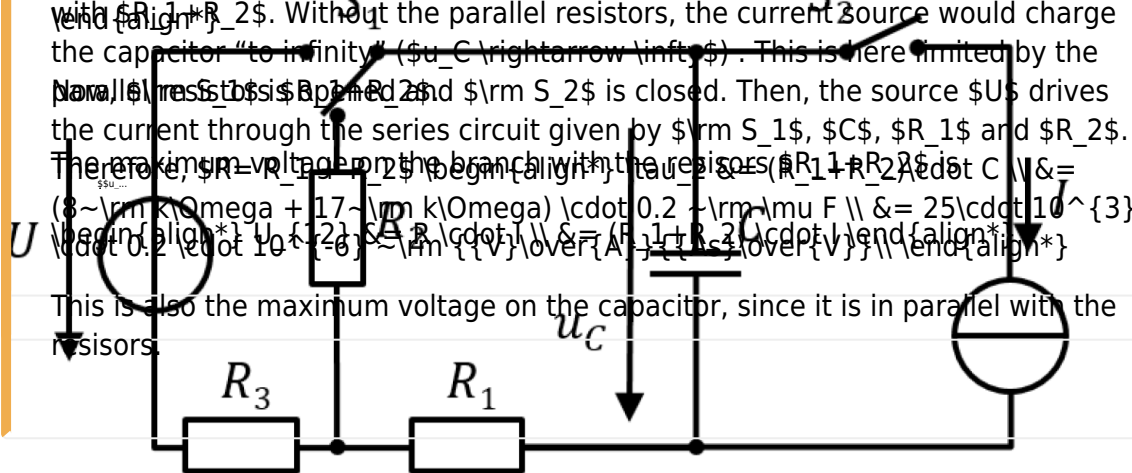 with $R_1+R_2$. Without the parallel resistors, the current source would charge
\end{align*}
S_1
S_2
the capacitor “to infinity” ($u_C \rightarrow \infty$) . This is here limited by the
parallel resistors $R_1+R_2$.
Now, $\rm S_1$ is opened and $\rm S_2$ is closed. Then, the source $U$ drives
the current through the series circuit given by $\rm S_1$, $C$, $R_1$ and $R_2$.
The maximum voltage on the branch with the resisors $R_1+R_2$ is
Therefore, $R= R_1 + R_2$ \begin{align*} \tau_2 &= (R_1+R_2)\cdot C \\ &=
$$u_...
(8~\rm k\Omega + 17~\rm k\Omega) \cdot 0.2 ~\rm \mu F \\ &= 25\cdot 10^{3}
\begin{align*} U_{12} &= R \cdot I \\ &= (R_1+R_2) \cdot I \end{align*}
\cdot 0.2 \cdot 10^{-6} ~\rm {{V}\over{A}}{{As}\over{V}}\\ \end{align*}
U
R_2
C
I
This is also the maximum voltage on the capacitor, since it is in parallel with the
resisors.
u_C
R_3
R_1